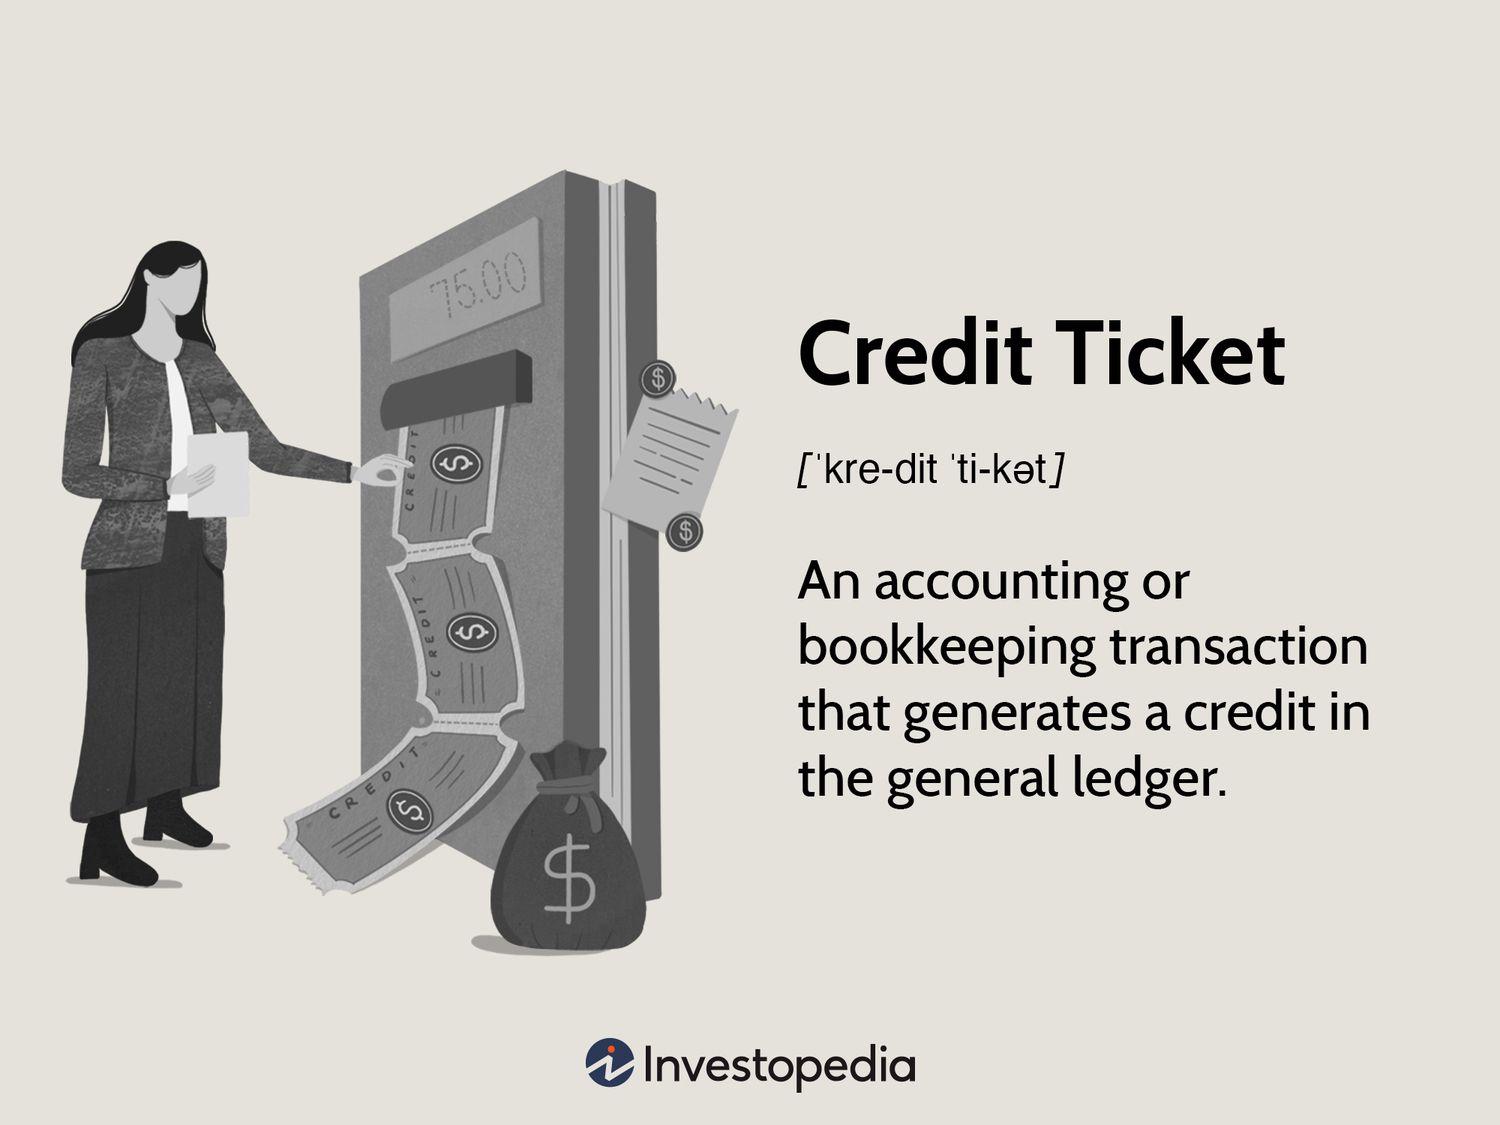 75.00
CREDIT
$
$
$
CREDIT
$
CREDIT
$
$
Credit Ticket
[ˈkre-dit ˈti-kət]
An accounting or
bookkeeping transaction
that generates a credit in
the general ledger.
Investopedia